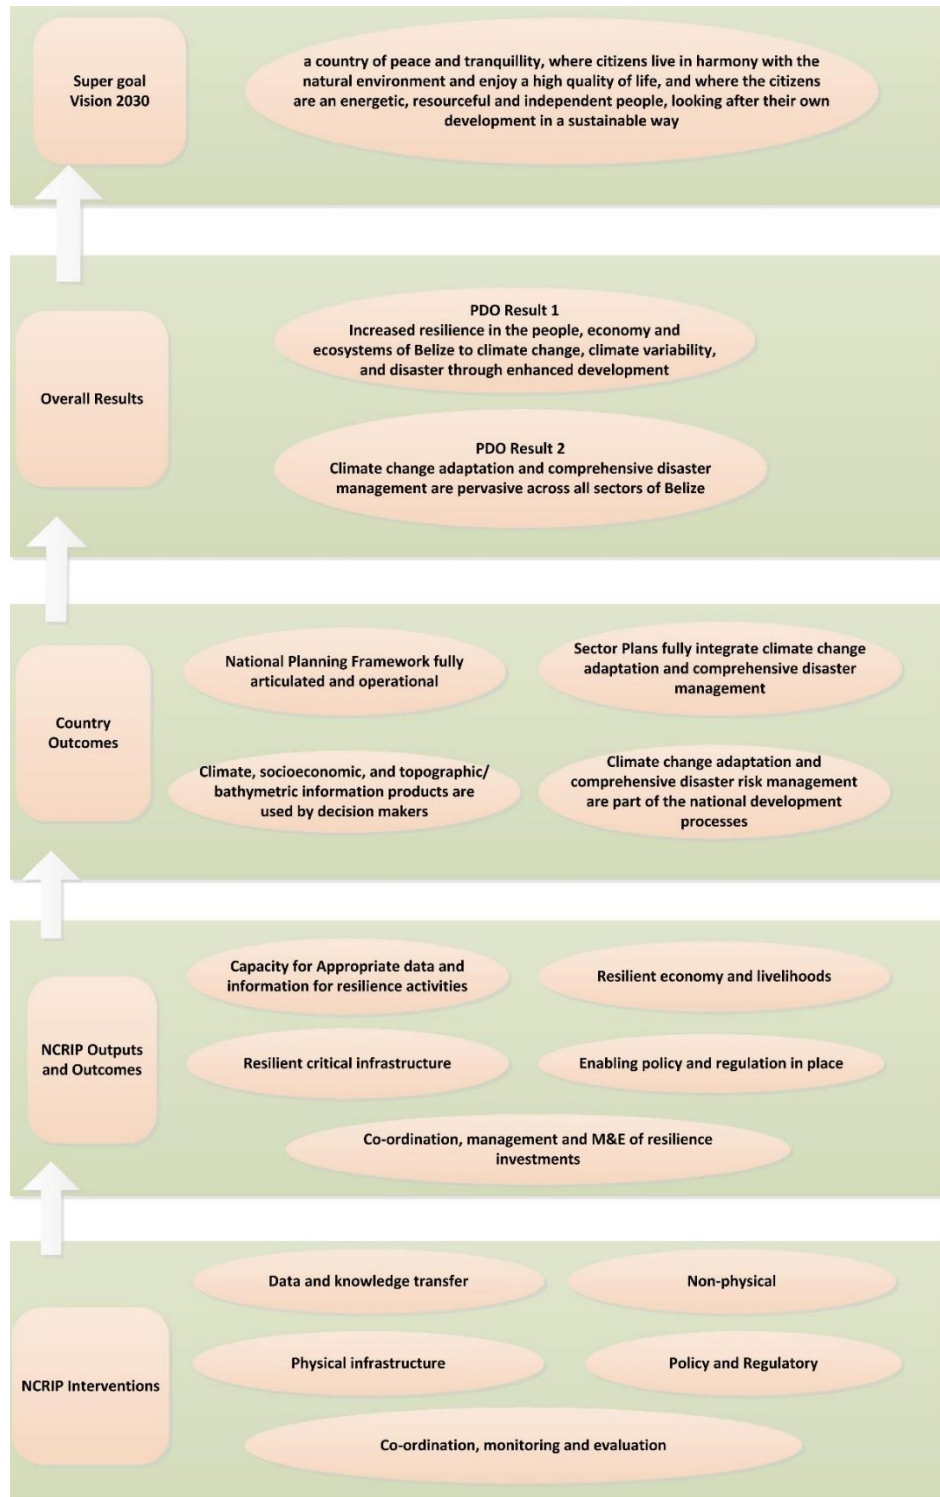 Super goal
Vision 2030
a country of peace and tranquillity, where citizens live in harmony with the
natural environment and enjoy a high quality of life, and where the citizens
are an energetic, resourceful and independent people, looking after their own
development in a sustainable way
Overall Results
PDO Result 1
Increased resilience in the people, economy and
ecosystems of Belize to climate change, climate variability,
and disaster through enhanced development
PDO Result 2
Climate change adaptation and comprehensive disaster
management are pervasive across all sectors of Belize
Country
Outcomes
National Planning Framework fully
articulated and operational
Sector Plans fully integrate climate change
adaptation and comprehensive disaster
management
Climate, socioeconomic, and topographic/
bathymetric information products are
used by decision makers
Climate change adaptation and
comprehensive disaster risk management
are part of the national development
processes
NCRIP Outputs
and Outcomes
Capacity for Appropriate data and
information for resilience activities
Resilient economy and livelihoods
Resilient critical infrastructure
Enabling policy and regulation in place
Co-ordination, management and M&E of resilience
investments
NCRIP Interventions
Data and knowledge transfer
Non-physical
Physical infrastructure
Policy and Regulatory
Co-ordination, monitoring and evaluation